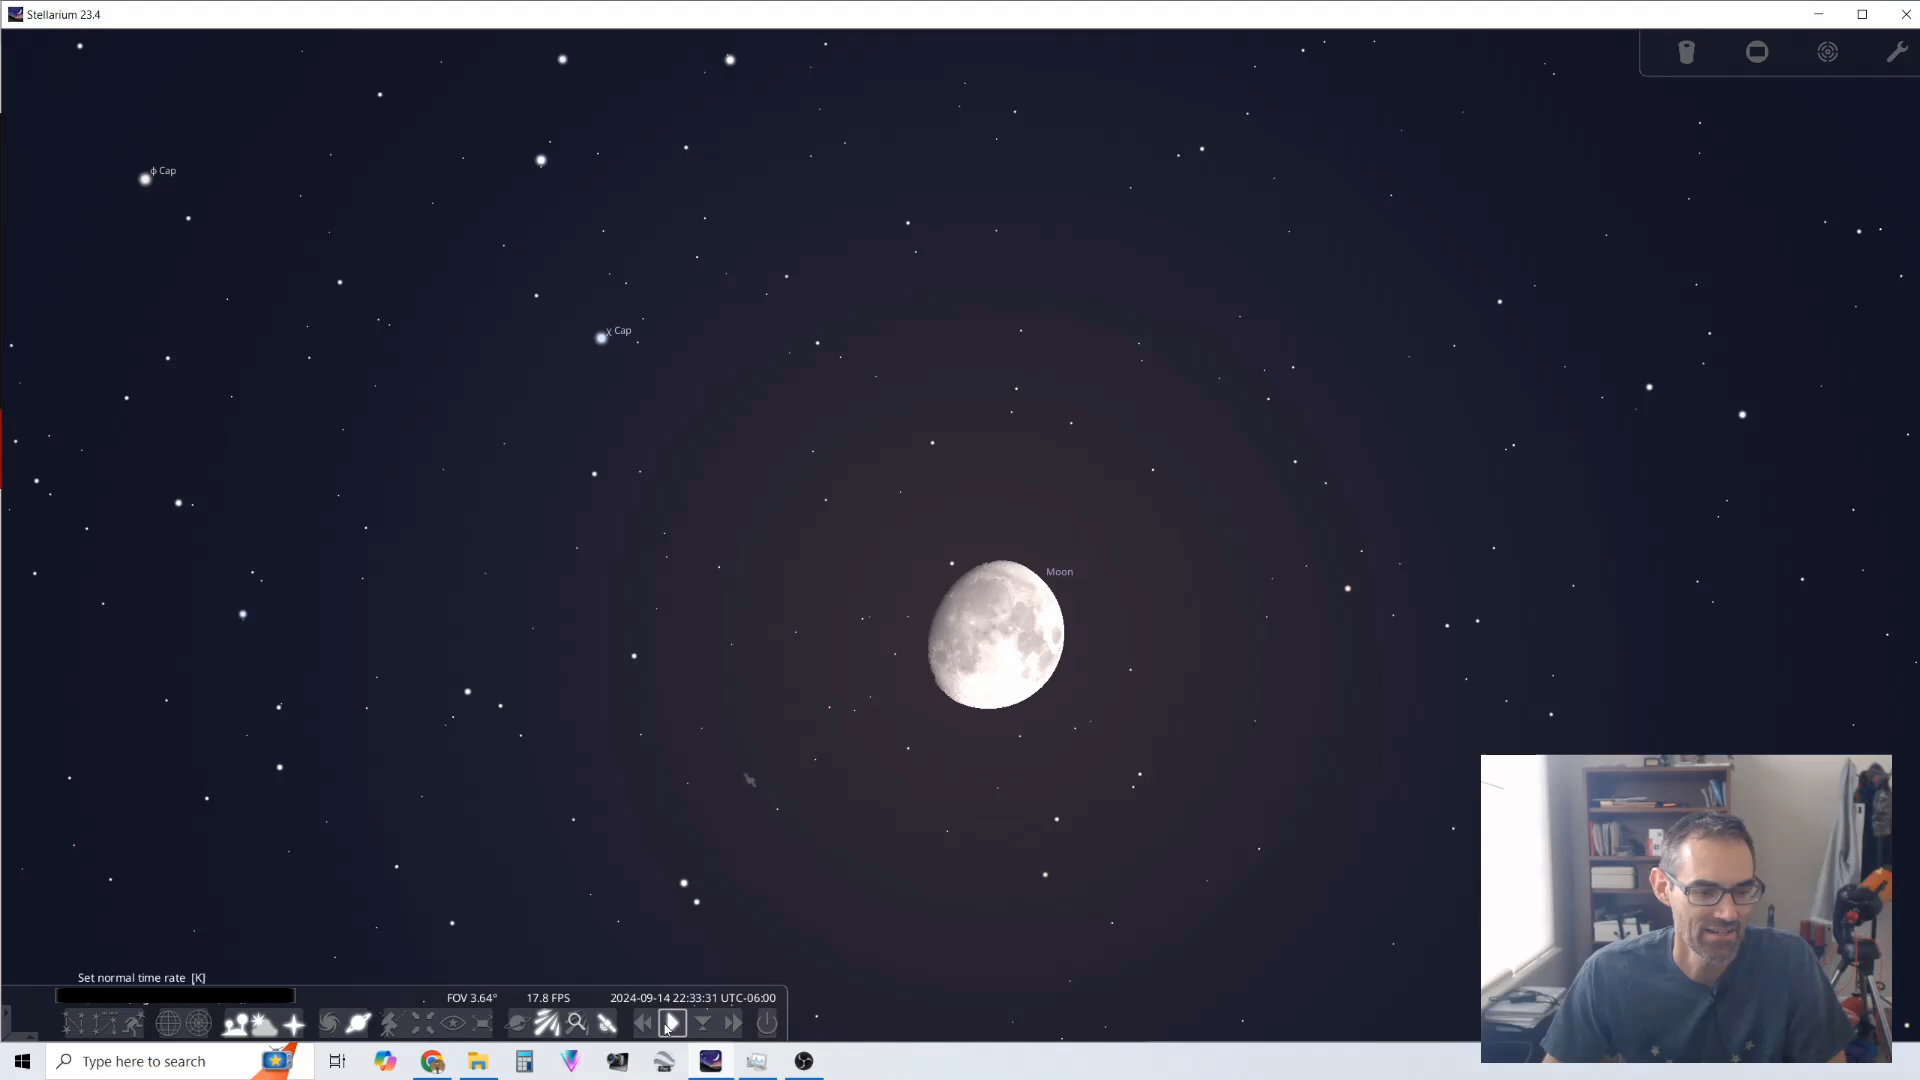 Stellarium 23.4
ϕ Cap
χ Cap
Moon
Set normal time rate [K]
FOV 3.64° 17.8 FPS 2024-09-14 22:33:31 UTC-06:00
Type here to search